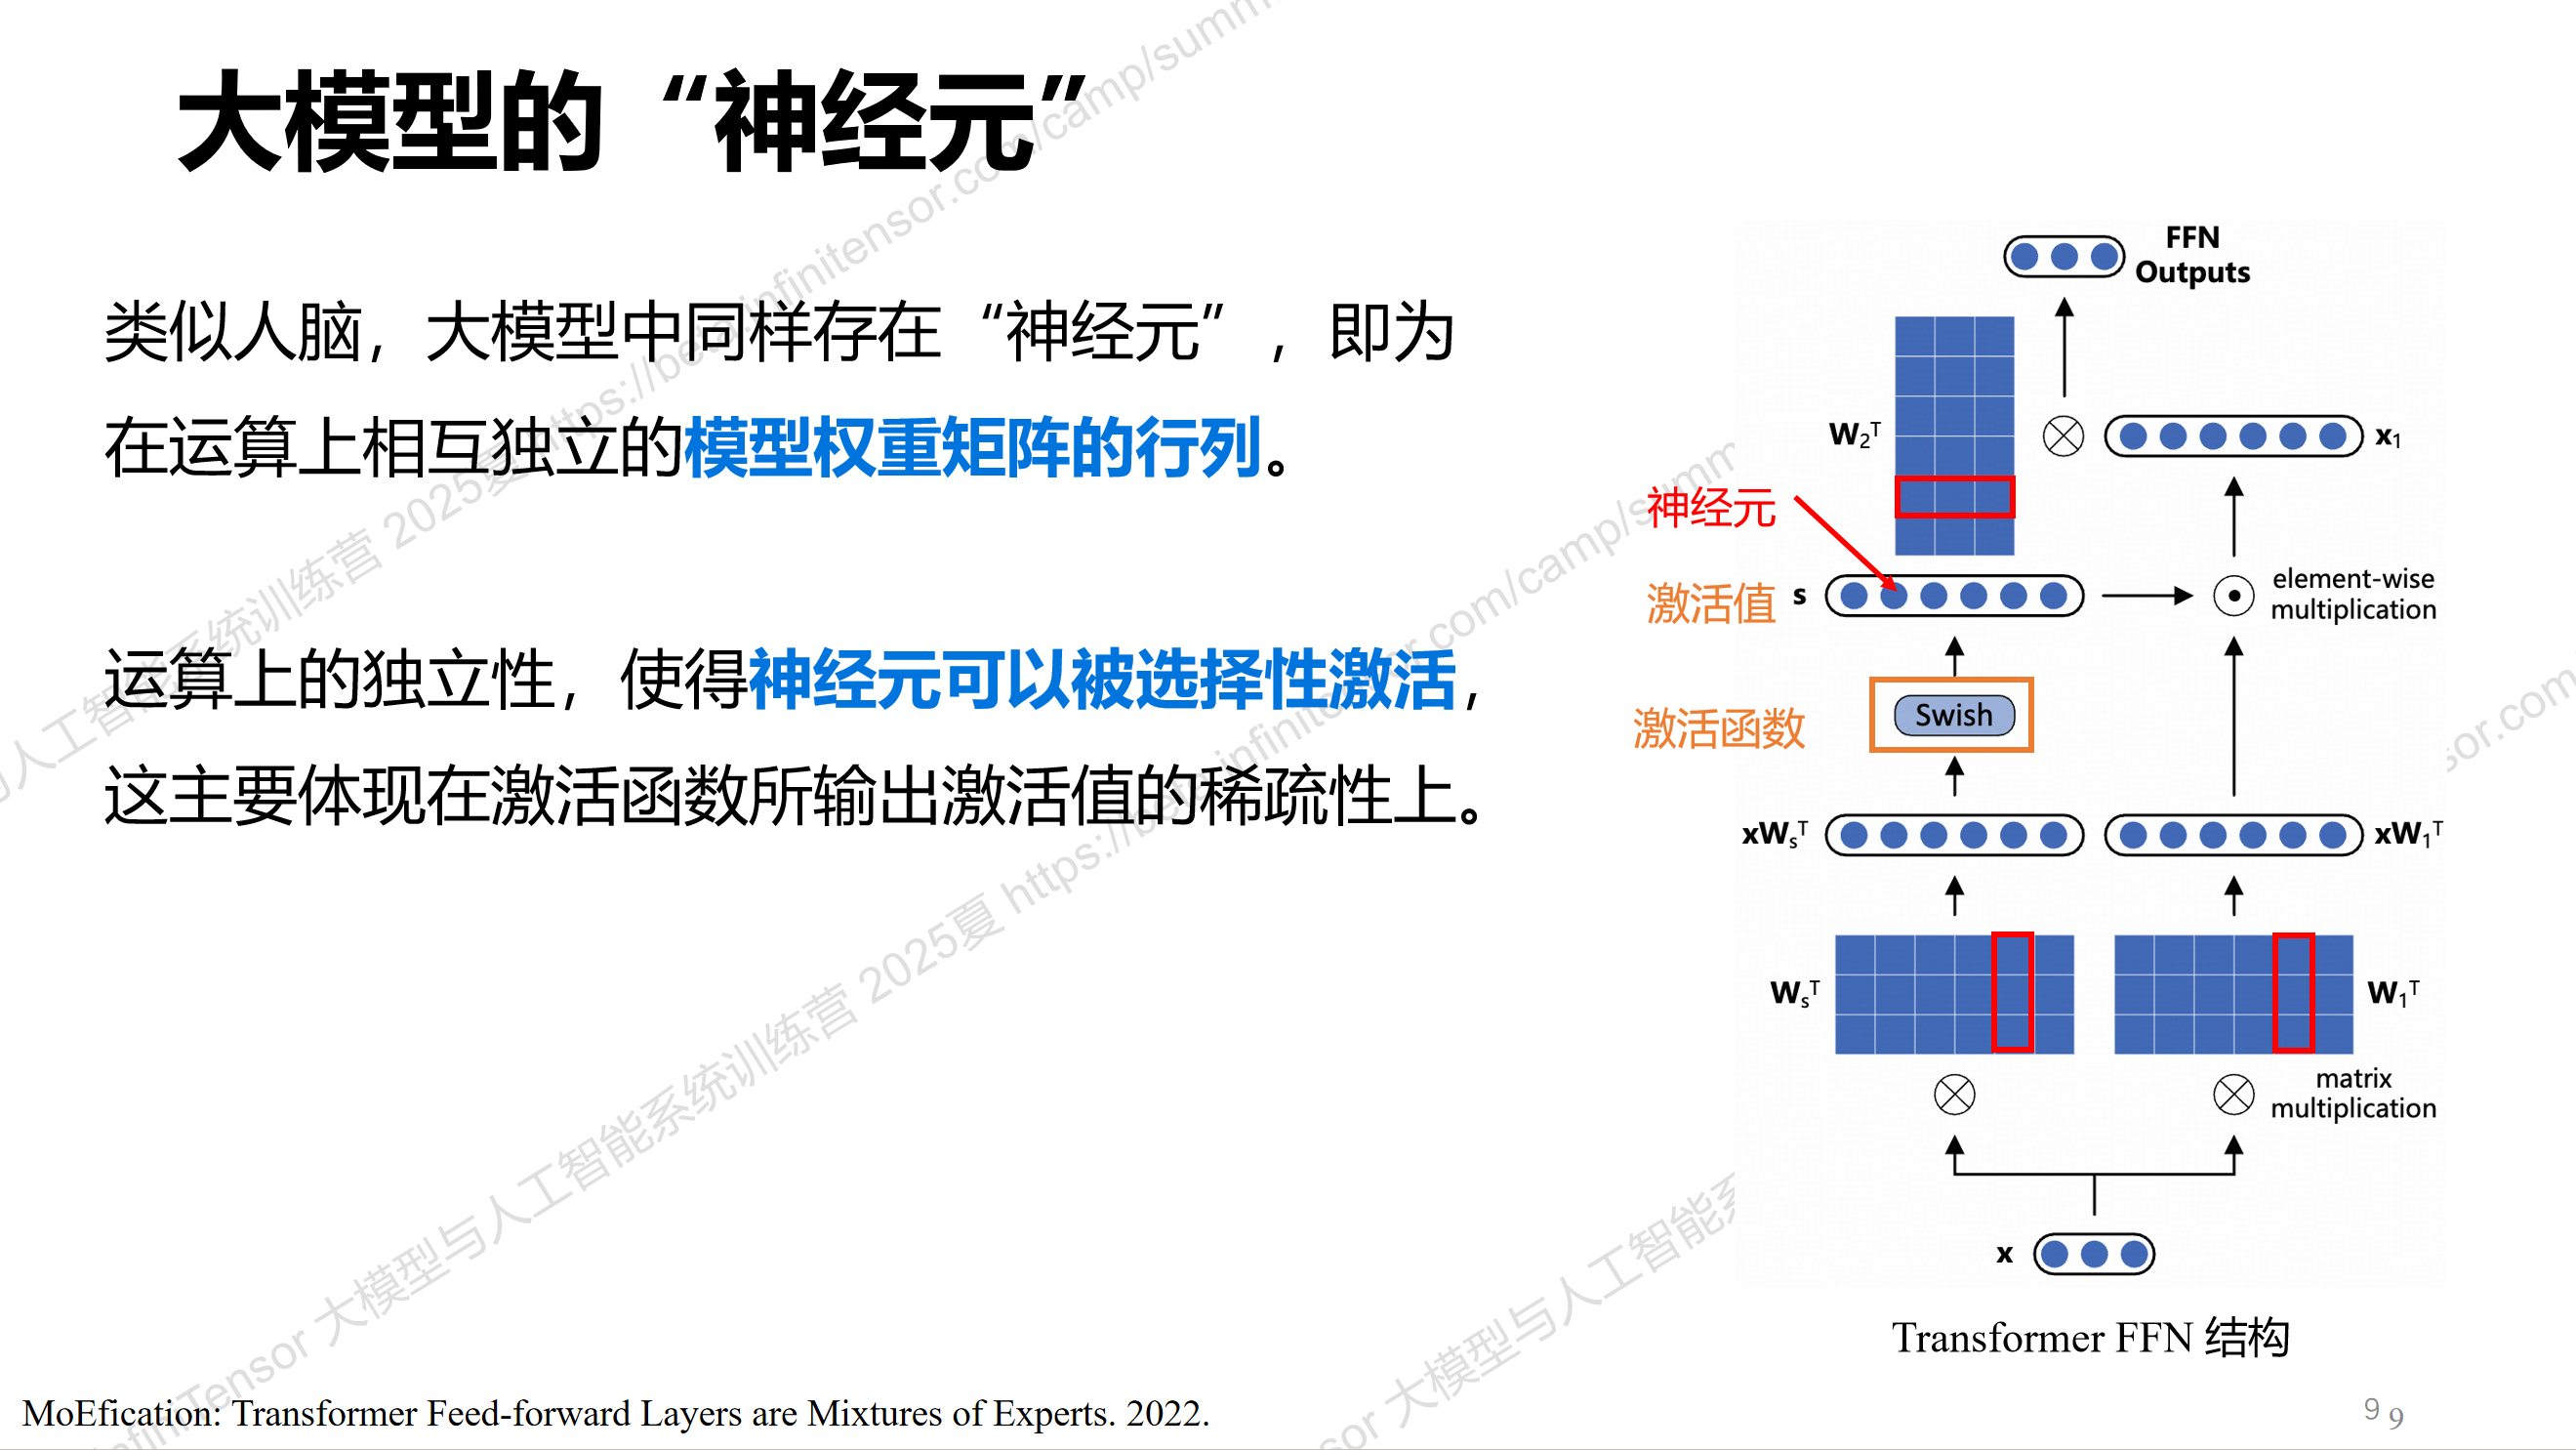 大模型的“神经元”
类似人脑，大模型中同样存在“神经元”，即为
在运算上相互独立的模型权重矩阵的行列。
运算上的独立性，使得神经元可以被选择性激活，
这主要体现在激活函数所输出激活值的稀疏性上。
FFN
Outputs
W₂ᵀ
x₁
神经元
激活值
s
element-wise
multiplication
激活函数
Swish
xWₛᵀ
xW₁ᵀ
Wₛᵀ
W₁ᵀ
matrix
multiplication
x
Transformer FFN 结构
MoEfication: Transformer Feed-forward Layers are Mixtures of Experts. 2022.
9
9
InfiniTensor 大模型与人工智能系统训练营 2025夏 https://beta.infinitensor.com/camp/summ